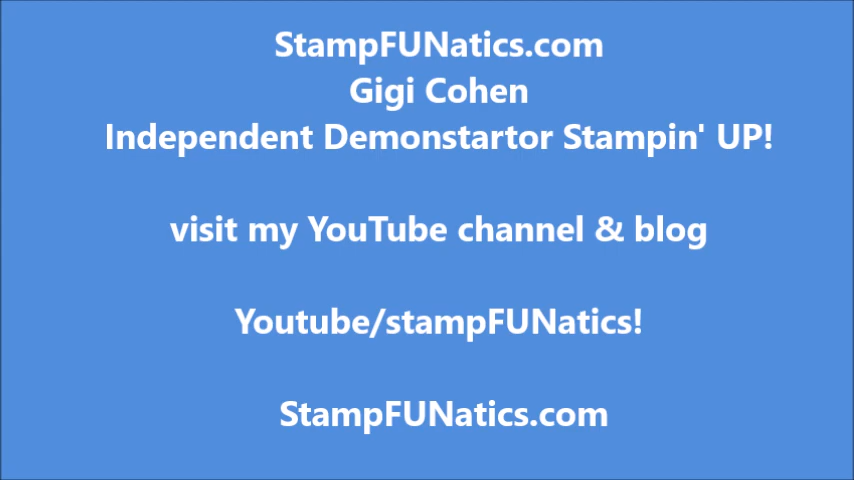 StampFUNatics.com
Gigi Cohen
Independent Demonstartor Stampin' UP!
visit my YouTube channel & blog
Youtube/stampFUNatics!
StampFUNatics.com